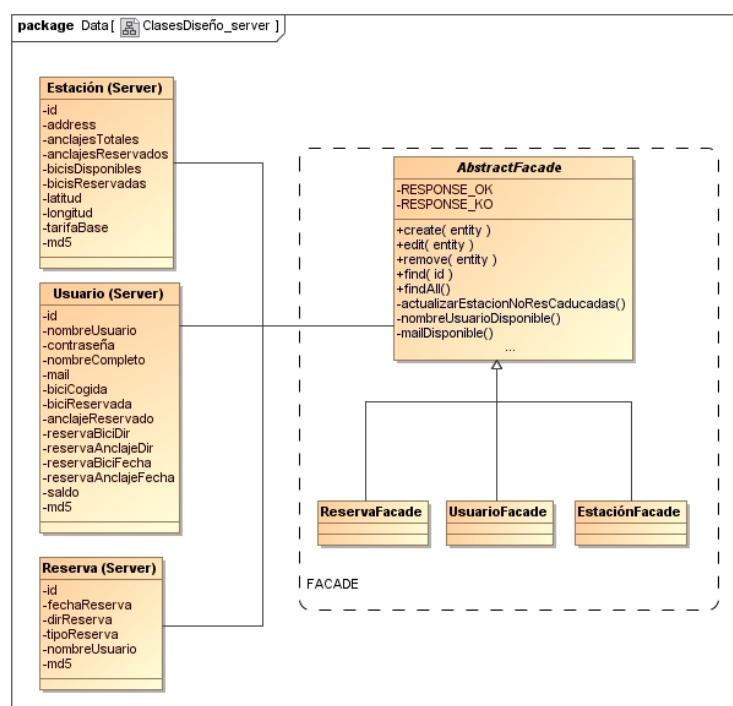 package Data[ ClasesDiseño_server ]
Estación (Server)
-id
-address
-anclajesTotales
-anclajesReservados
-bicisDisponibles
-bicisReservadas
-latitud
-longitud
-tarifaBase
-md5
Usuario (Server)
-id
-nombreUsuario
-contraseña
-nombreCompleto
-mail
-biciCogida
-biciReservada
-anclajeReservado
-reservaBiciDir
-reservaAnclajeDir
-reservaBiciFecha
-reservaAnclajeFecha
-saldo
-md5
Reserva (Server)
-id
-fechaReserva
-dirReserva
-tipoReserva
-nombreUsuario
-md5
AbstractFacade
-RESPONSE_OK
-RESPONSE_KO
+create( entity )
+edit( entity )
+remove( entity )
+find( id )
+findAll()
-actualizarEstacionNoResCaducadas()
-nombreUsuarioDisponible()
-mailDisponible()
...
ReservaFacade
UsuarioFacade
EstaciónFacade
FACADE